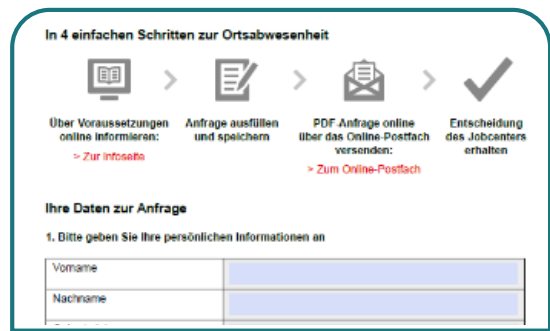 In 4 einfachen Schritten zur Ortsabwesenheit
Über Voraussetzungen
online informieren:
> Zur Infoseite
Anfrage ausfüllen
und speichern
PDF-Anfrage online
über das Online-Postfach
versenden:
> Zum Online-Postfach
Entscheidung
des Jobcenters
erhalten
Ihre Daten zur Anfrage
1. Bitte geben Sie Ihre persönlichen Informationen an
Vorname
Nachname